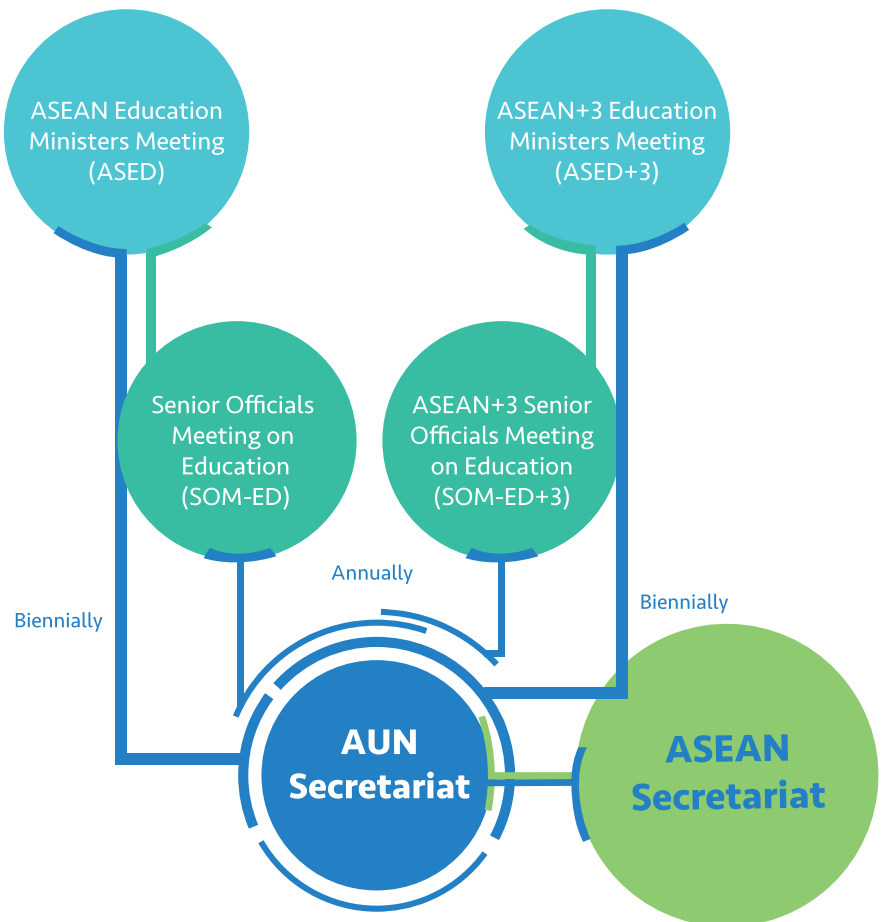 ASEAN Education
Ministers Meeting
(ASED)
ASEAN+3 Education
Ministers Meeting
(ASED+3)
Senior Officials
Meeting on
Education
(SOM-ED)
ASEAN+3 Senior
Officials Meeting
on Education
(SOM-ED+3)
Annually
Biennially
Biennially
AUN
Secretariat
ASEAN
Secretariat